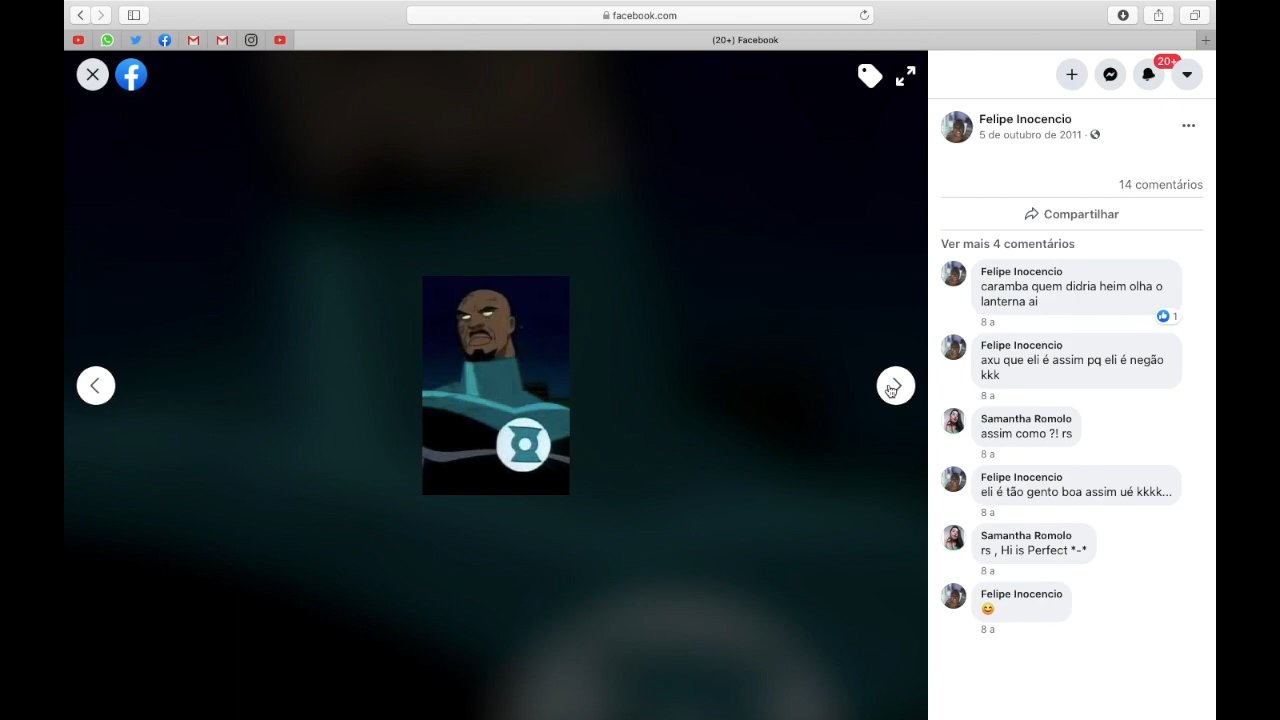 facebook.com
(20+) Facebook
20+
Felipe Inocencio
5 de outubro de 2011 ·
14 comentários
Compartilhar
Ver mais 4 comentários
Felipe Inocencio
caramba quem didria heim olha o
lanterna ai
1
8 a
Felipe Inocencio
axu que eli é assim pq eli é negão
kkk
8 a
Samantha Romolo
assim como ?! rs
8 a
Felipe Inocencio
eli é tão gento boa assim ué kkkk...
8 a
Samantha Romolo
rs , Hi is Perfect *-*
8 a
Felipe Inocencio
😊
8 a